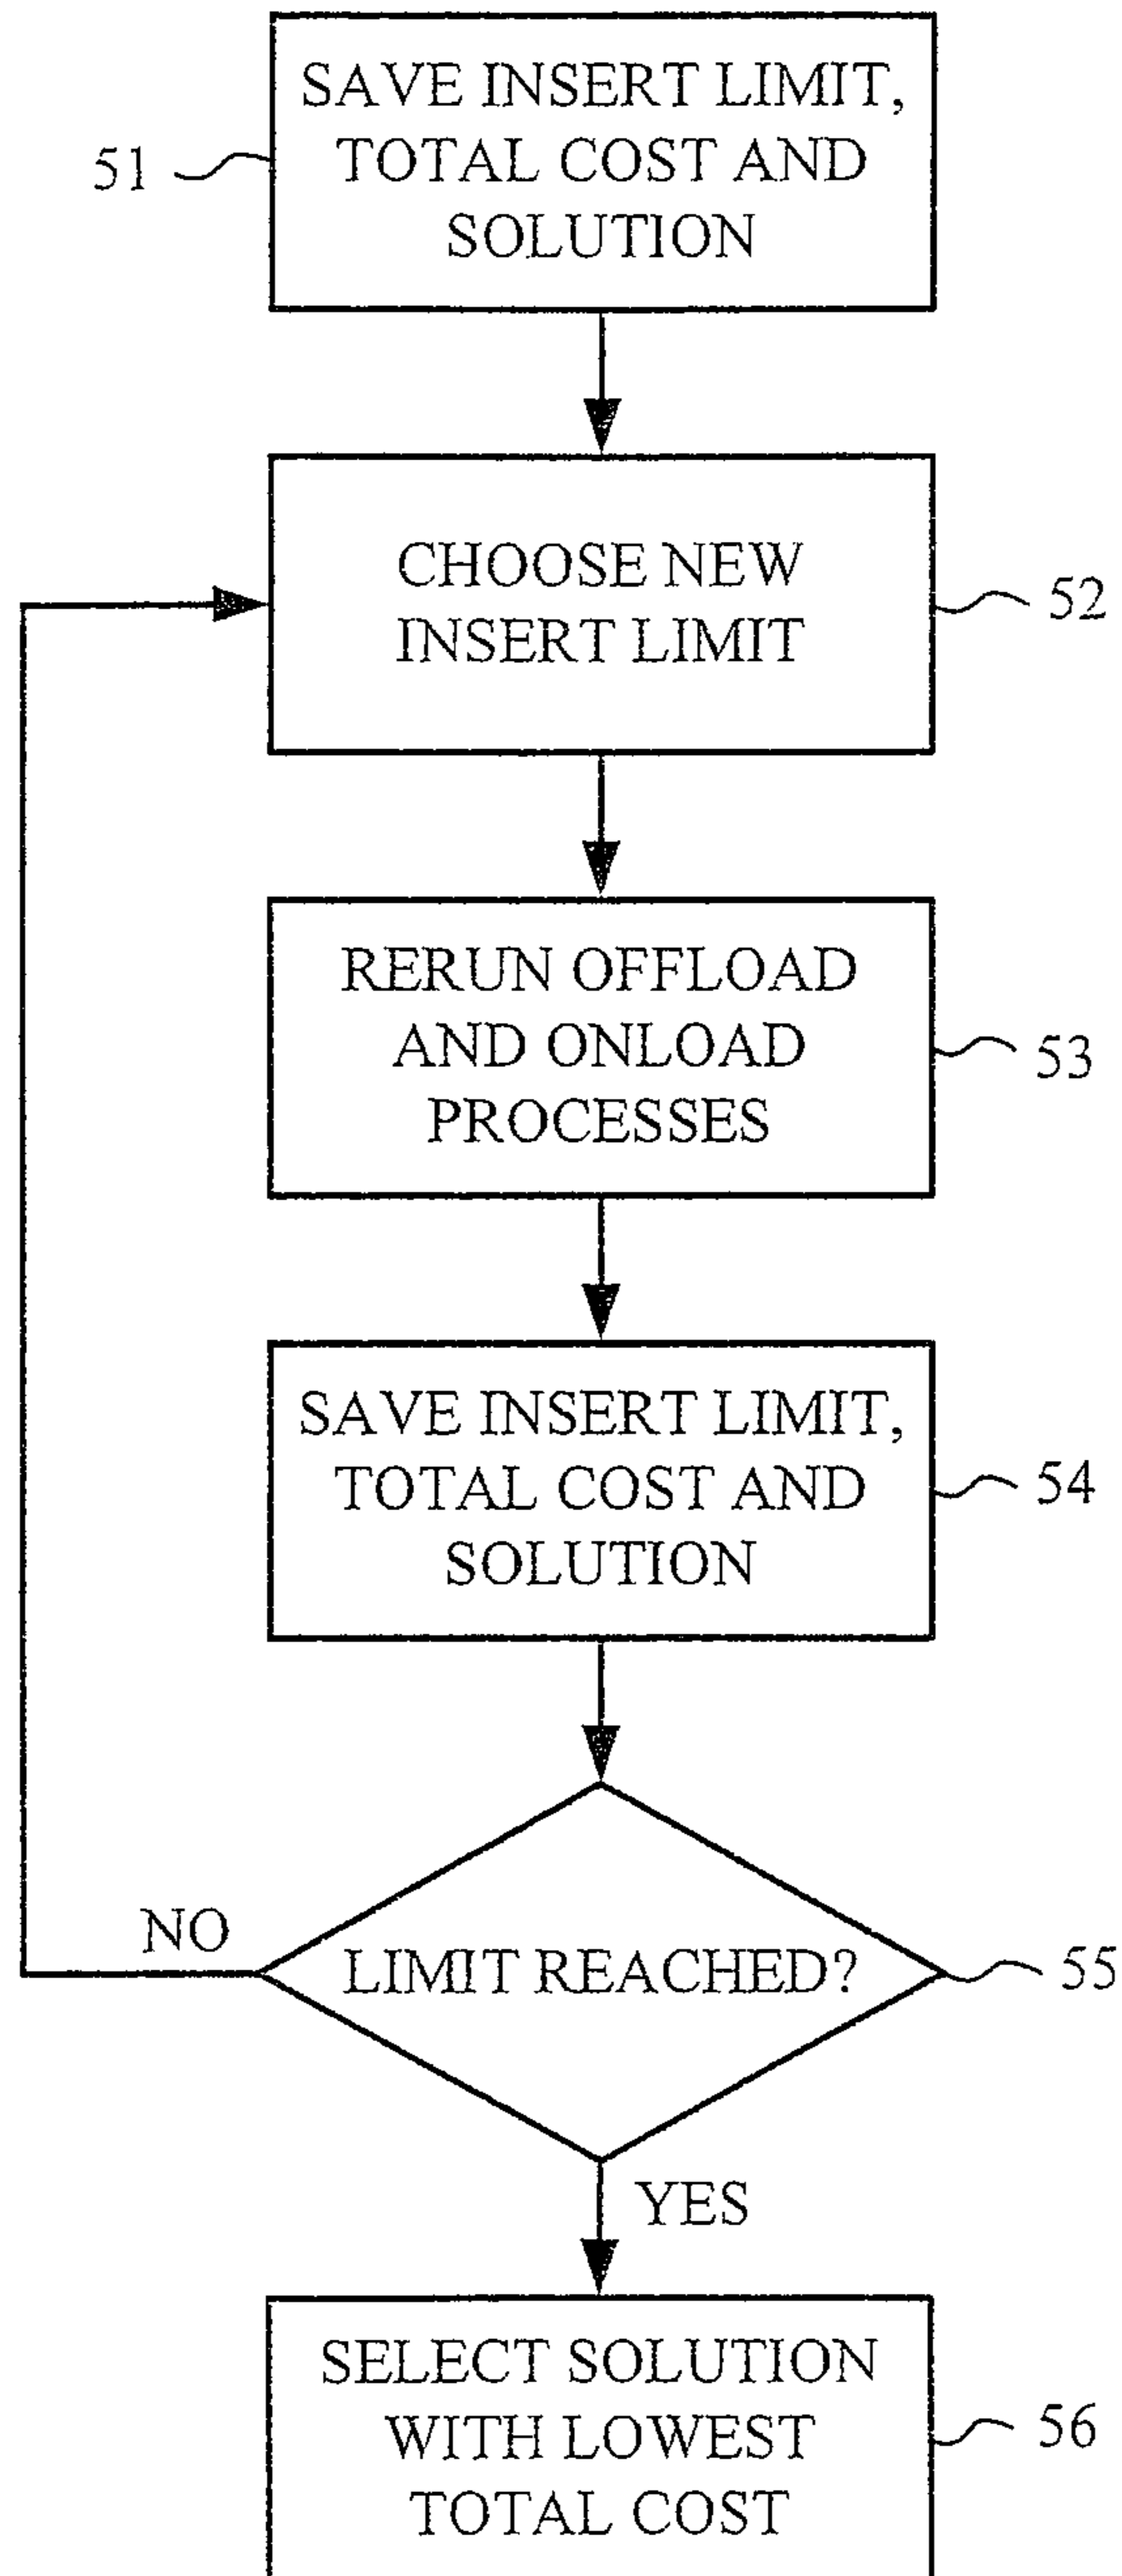 SAVE INSERT LIMIT,
TOTAL COST AND
SOLUTION
51
CHOOSE NEW
INSERT LIMIT
52
RERUN OFFLOAD
AND ONLOAD
PROCESSES
53
SAVE INSERT LIMIT,
TOTAL COST AND
SOLUTION
54
NO
LIMIT REACHED?
55
YES
SELECT SOLUTION
WITH LOWEST
TOTAL COST
56